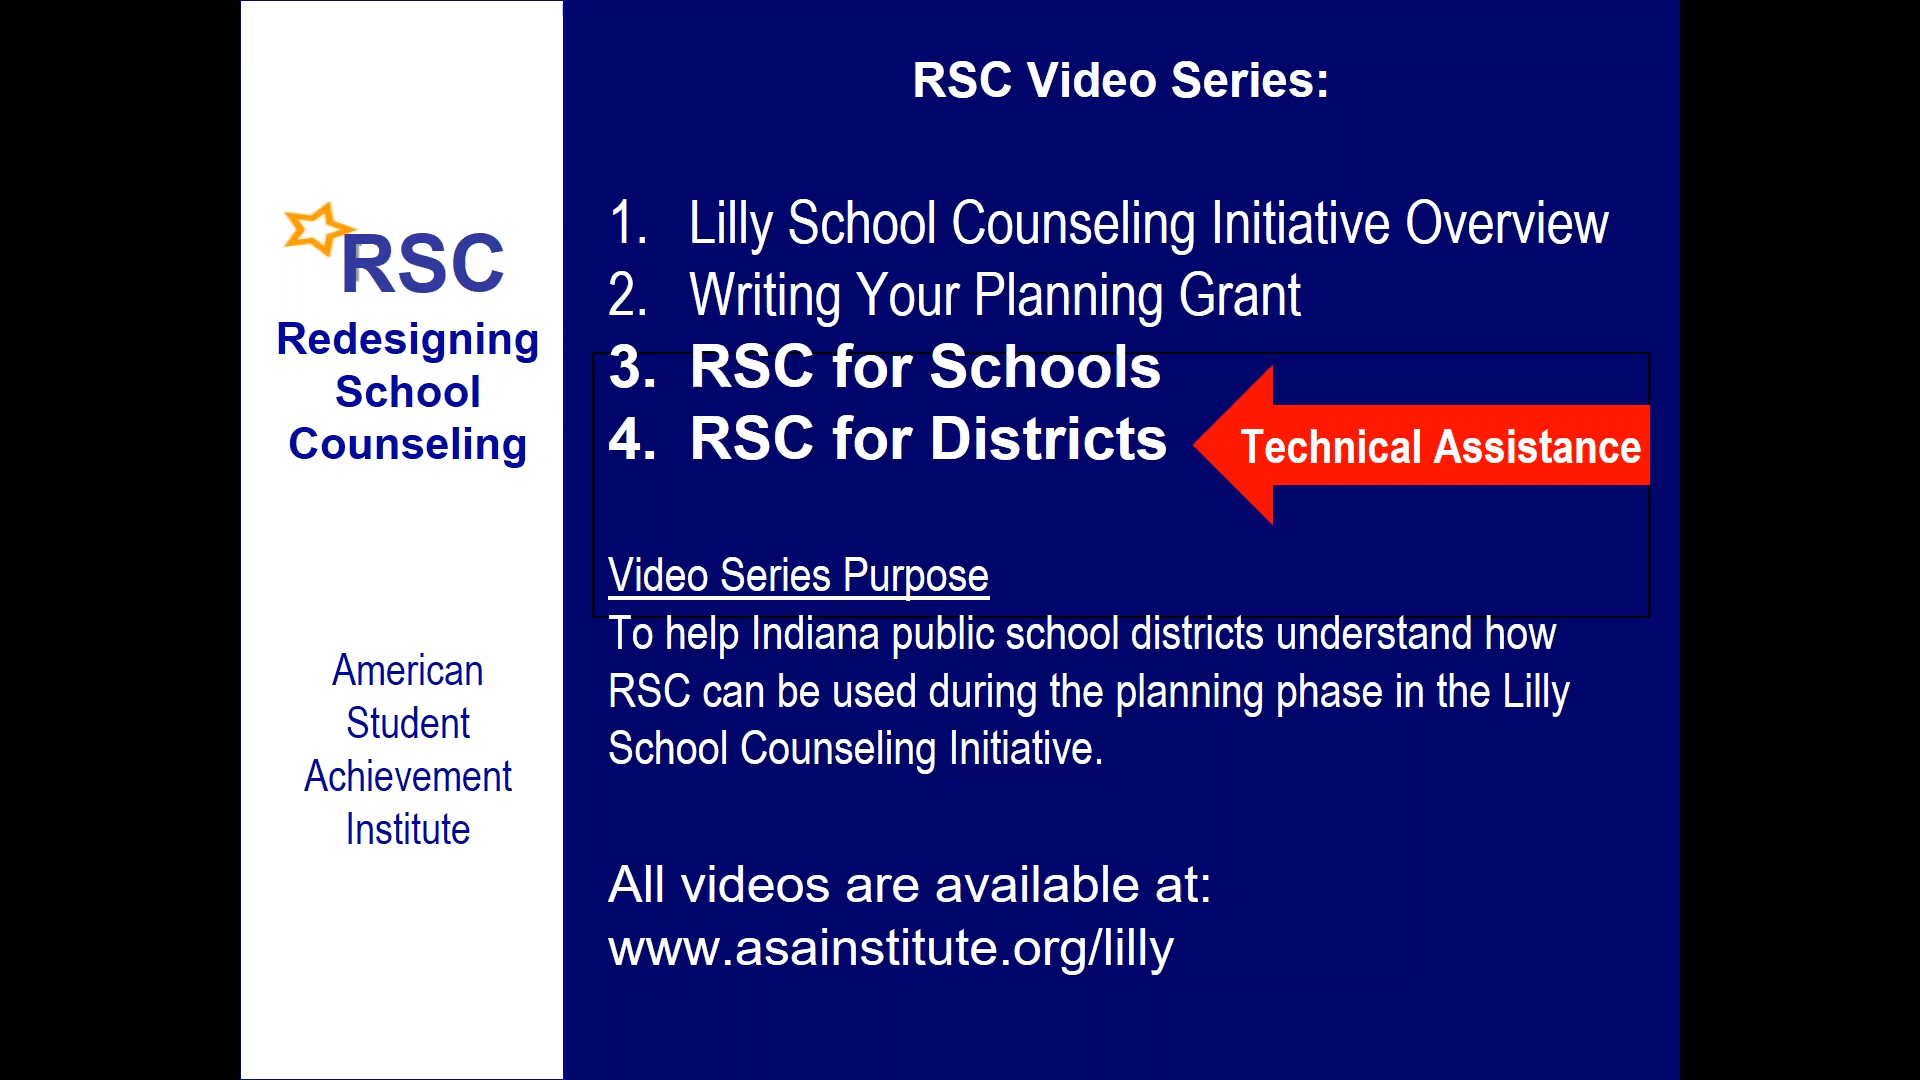 RSC
Redesigning
School
Counseling
American
Student
Achievement
Institute
RSC Video Series:
1. Lilly School Counseling Initiative Overview
2. Writing Your Planning Grant
3. RSC for Schools
4. RSC for Districts
Technical Assistance
Video Series Purpose
To help Indiana public school districts understand how
RSC can be used during the planning phase in the Lilly
School Counseling Initiative.
All videos are available at:
www.asainstitute.org/lilly